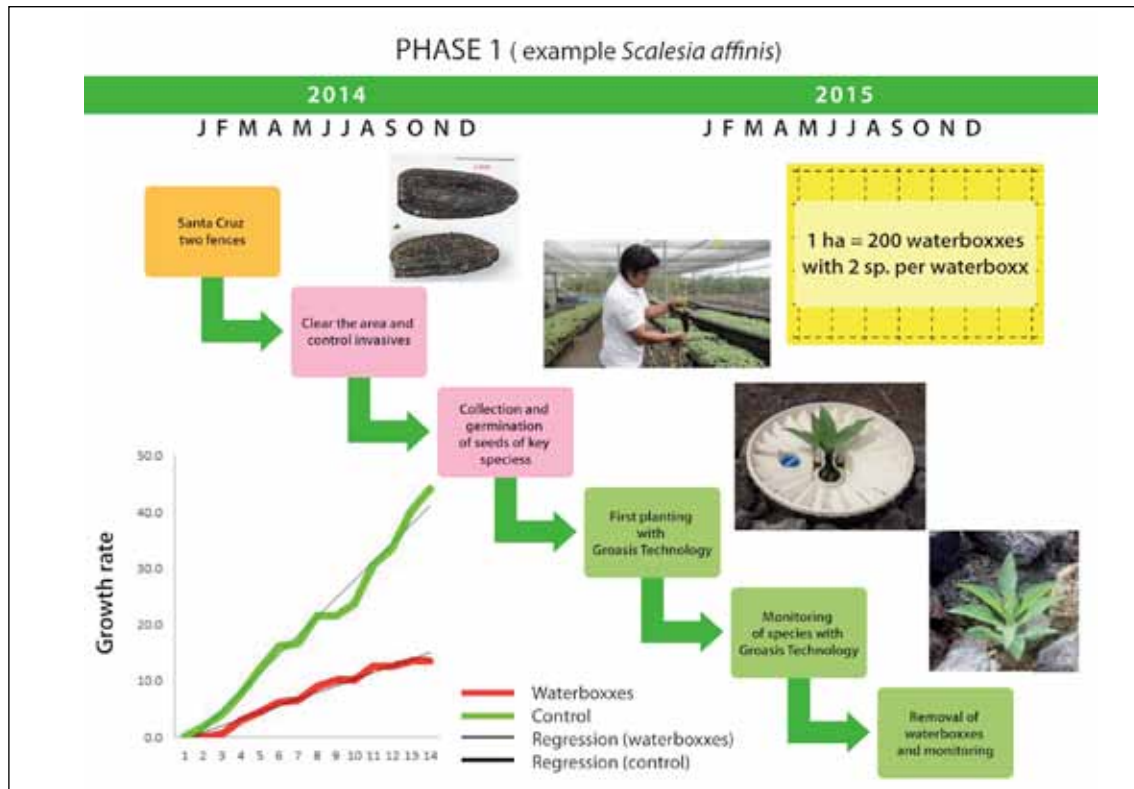 PHASE 1 ( example Scalesia affinis)
2014
2015
J F M A M J J A S O N D
J F M A M J J A S O N D
Santa Cruz
two fences
Clear the area and
control invasives
Collection and
germination
of seeds of key
speciess
First planting
with
Groasis Technology
Monitoring
of species with
Groasis Technology
Removal of
waterboxxes
and monitoring
1 ha = 200 waterboxxes
with 2 sp. per waterboxx
Growth rate
50.0
40.0
30.0
20.0
10.0
0.0
1 2 3 4 5 6 7 8 9 10 11 12 13 14
Waterboxxes
Control
Regression (waterboxxes)
Regression (control)